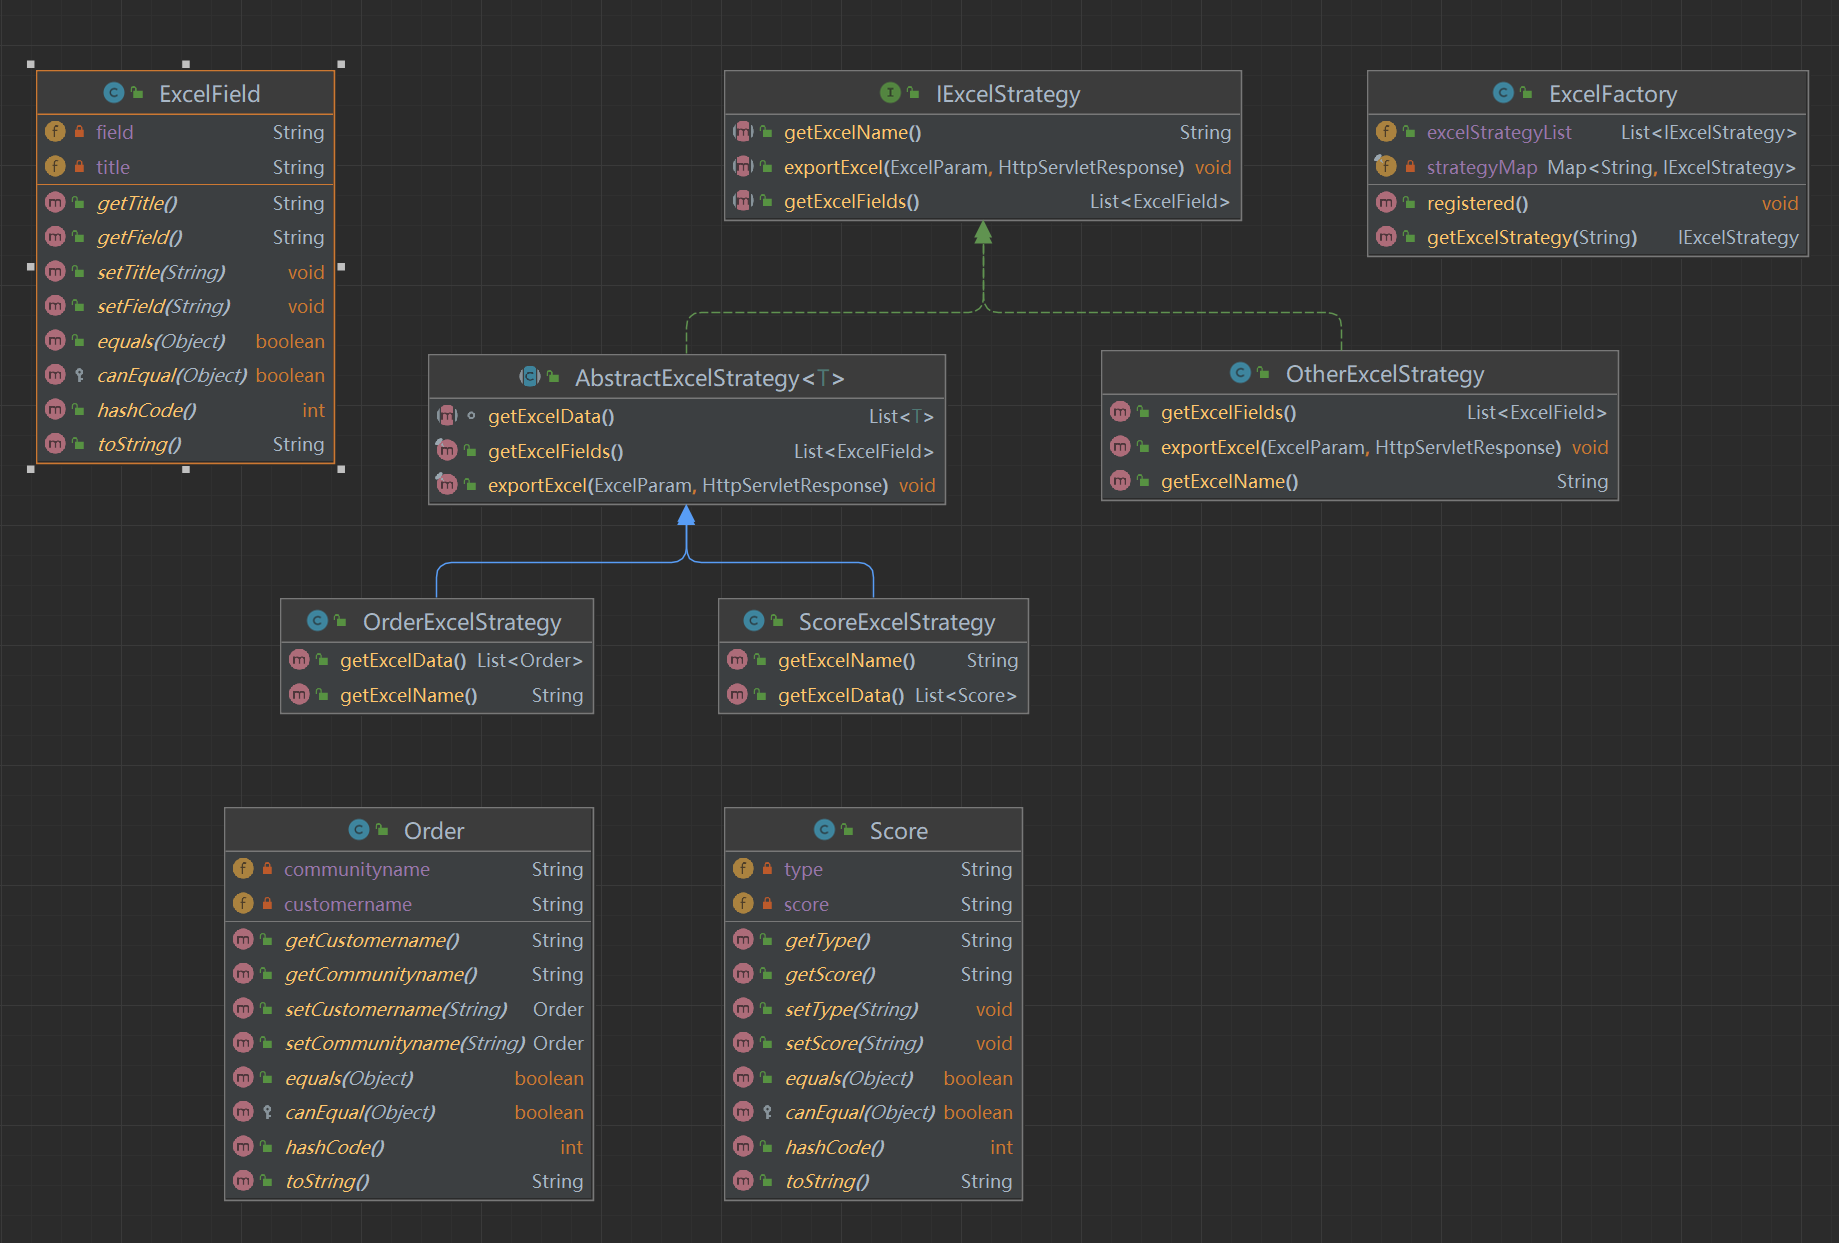 ExcelField
field String
title String
getTitle() String
getField() String
setTitle(String) void
setField(String) void
equals(Object) boolean
canEqual(Object) boolean
hashCode() int
toString() String
IExcelStrategy
getExcelName() String
exportExcel(ExcelParam, HttpServletResponse) void
getExcelFields() List<ExcelField>
ExcelFactory
excelStrategyList List<IExcelStrategy>
strategyMap Map<String, IExcelStrategy>
registered() void
getExcelStrategy(String) IExcelStrategy
AbstractExcelStrategy<T>
getExcelData() List<T>
getExcelFields() List<ExcelField>
exportExcel(ExcelParam, HttpServletResponse) void
OtherExcelStrategy
getExcelFields() List<ExcelField>
exportExcel(ExcelParam, HttpServletResponse) void
getExcelName() String
OrderExcelStrategy
getExcelData() List<Order>
getExcelName() String
ScoreExcelStrategy
getExcelName() String
getExcelData() List<Score>
Order
communityname String
customername String
getCustomername() String
getCommunityname() String
setCustomername(String) Order
setCommunityname(String) Order
equals(Object) boolean
canEqual(Object) boolean
hashCode() int
toString() String
Score
type String
score String
getType() String
getScore() String
setType(String) void
setScore(String) void
equals(Object) boolean
canEqual(Object) boolean
hashCode() int
toString() String